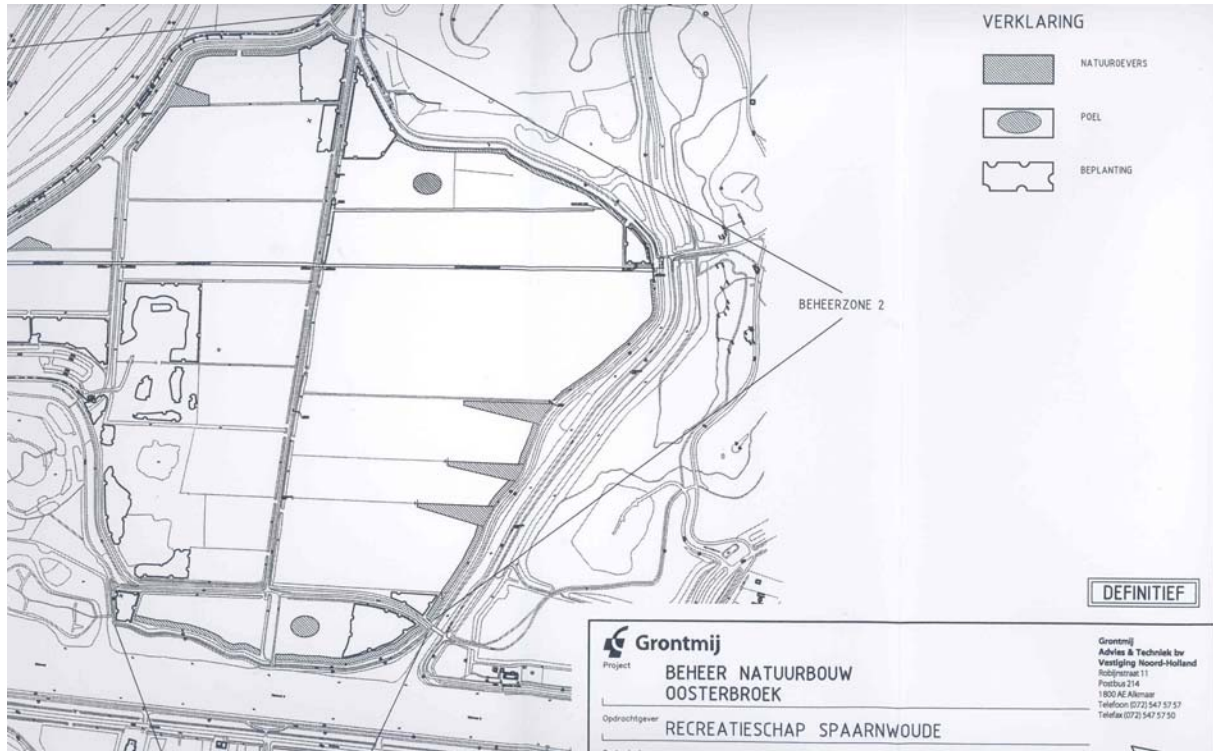 VERKLARING
NATUUROEVERS
POEL
BEPLANTING
BEHEERZONE 2
DEFINITIEF
Grontmij
Project
BEHEER NATUURBOUW
OOSTERBROEK
Opdrachtgever
RECREATIESCHAP SPAARNWOUDE
Grontmij
Advies & Techniek bv
Vestiging Noord-Holland
Robijnstraat 11
Postbus 214
1800 AE Alkmaar
Telefoon (072) 547 57 57
Telefax (072) 547 57 50